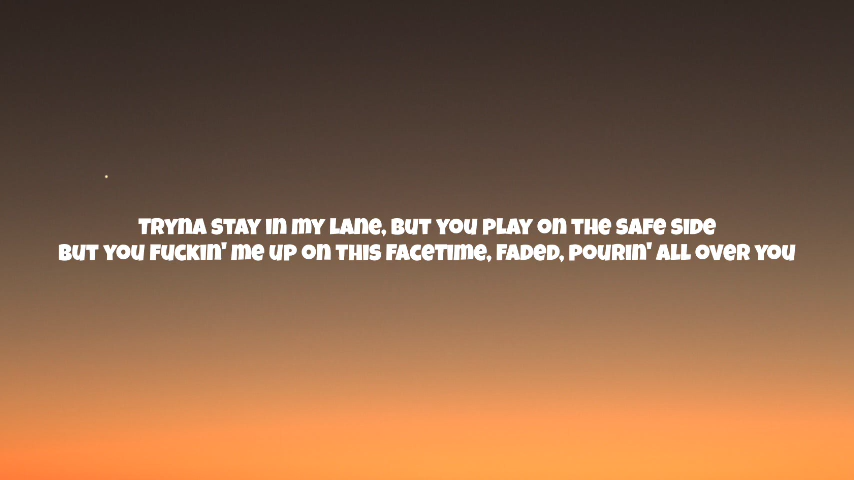 Tryna stay in my lane, but you play on the safe side
But you fuckin' me up on this FaceTime, faded, pourin' all over you